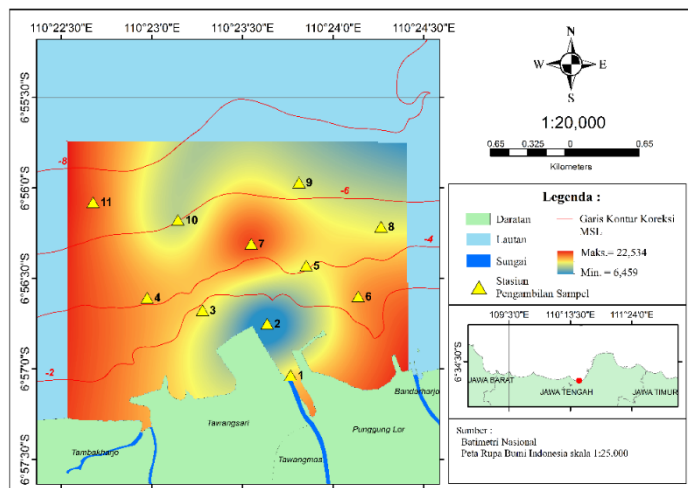 110°22'30"E 110°23'0"E 110°23'30"E 110°24'0"E 110°24'30"E
6°55'30"S
6°56'0"S
6°56'30"S
6°57'0"S
6°57'30"S
-8
-6
-4
-2
9
11
10
8
7
5
4
6
3
2
1
Bandarharjo
Tawangsari
Punggung Lor
Tambakharjo
Tawangmos
N
W E
S
1:20,000
0.65 0.325 0 0.65
Kilometers
Legenda :
Daratan
Lautan
Sungai
Stasiun
Pengambilan Sampel
Garis Kontur Koreksi
MSL
Maks.= 22,534
Min. = 6,459
109°3'0"E 110°13'30"E 111°24'0"E
6°34'30"S
JAWA BARAT
JAWA TENGAH
JAWA TIMUR
Sumber :
Batimetri Nasional
Peta Rupa Bumi Indonesia skala 1:25.000